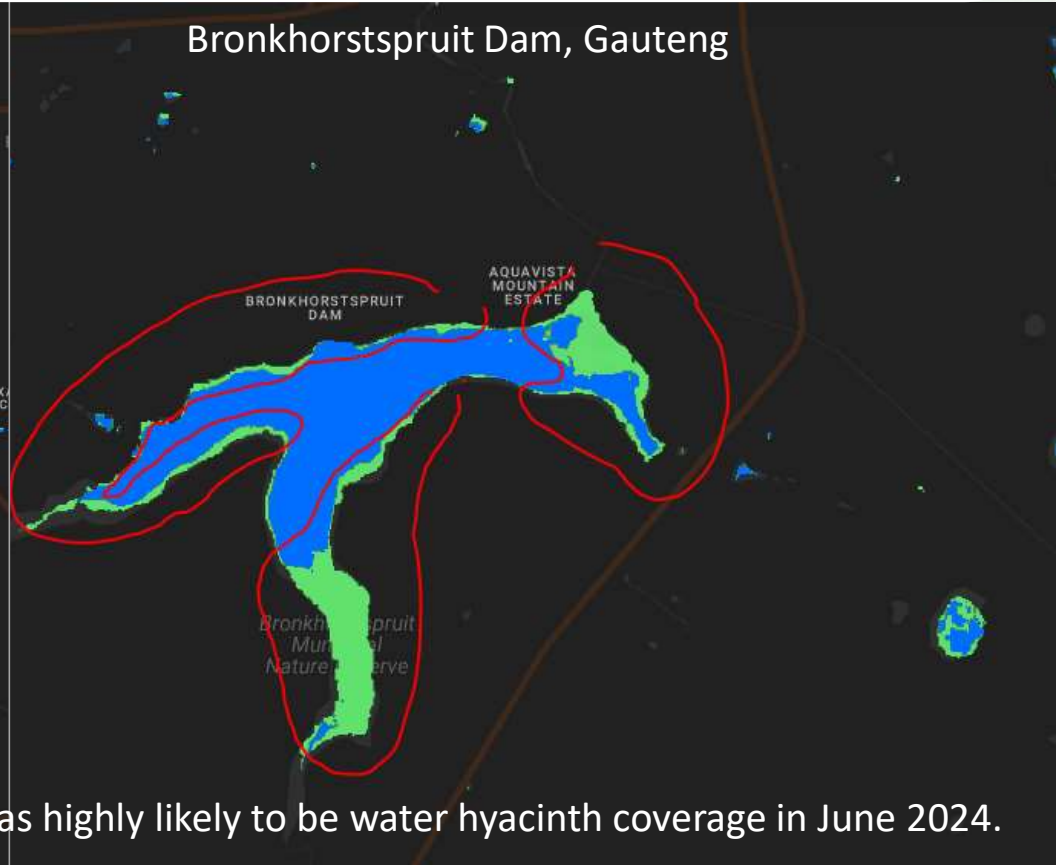 Bronkhorstspruit Dam, Gauteng
AQUAVISTA
MOUNTAIN
ESTATE
BRONKHORSTSPRUIT
DAM
Nature
as highly likely to be water hyacinth coverage in June 2024.